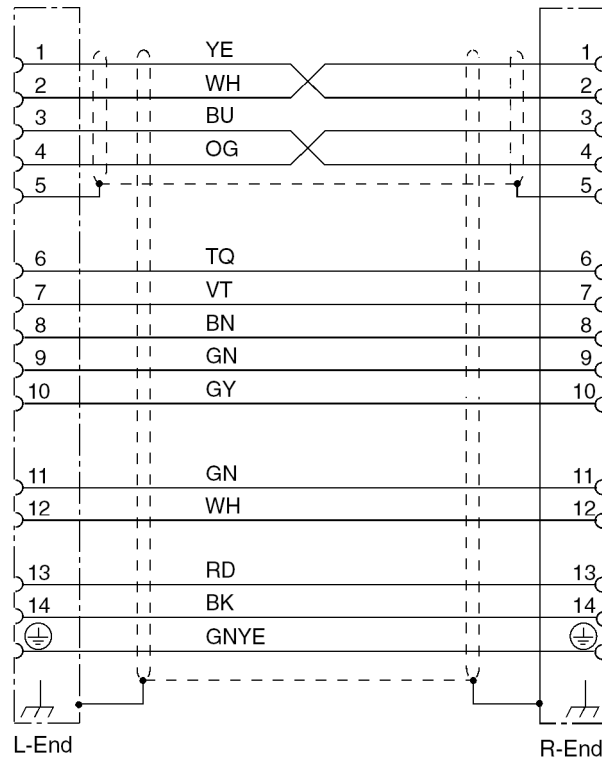 1 YE 1
2 WH 2
3 BU 3
4 OG 4
5 5
6 TQ 6
7 VT 7
8 BN 8
9 GN 9
10 GY 10
11 GN 11
12 WH 12
13 RD 13
14 BK 14
GNYE
L-End R-End